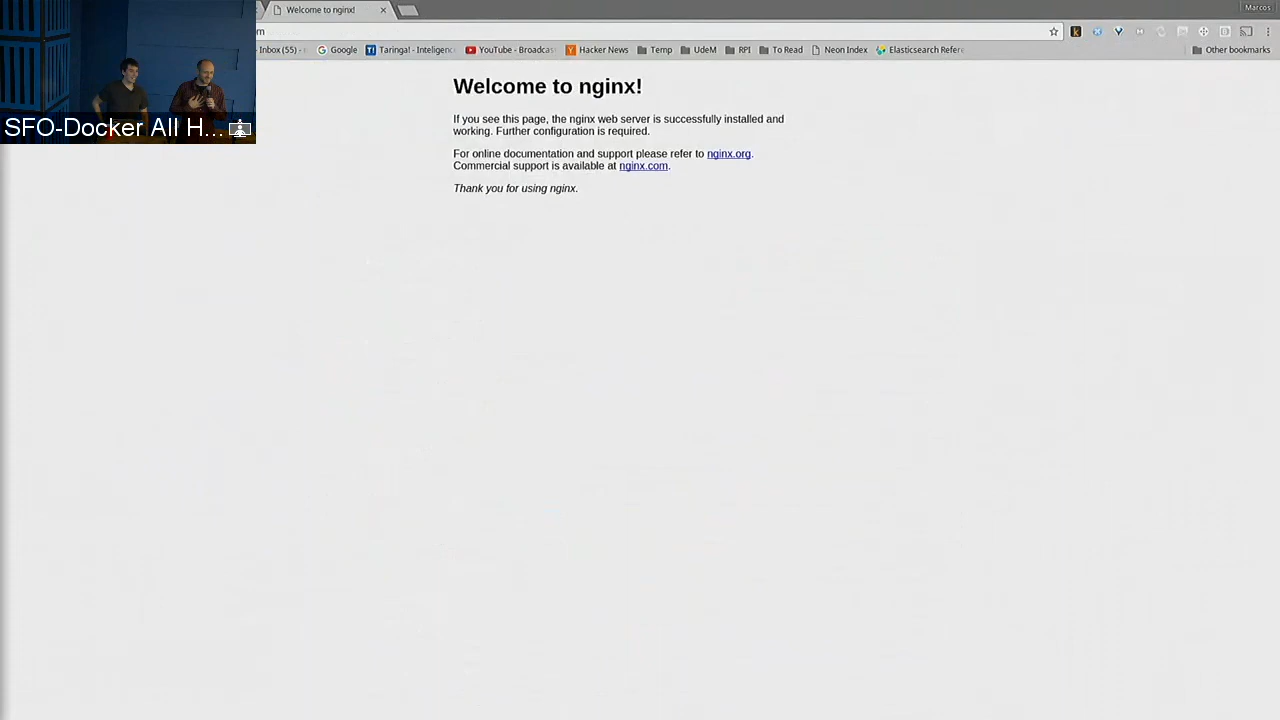 Welcome to nginx!
Marcos
m
Inbox (55) -
Google
Taringa! - Inteligenc
YouTube - Broadcas
Hacker News
Temp
UdeM
RPI
To Read
Neon Index
Elasticsearch Refere
Other bookmarks
SFO-Docker All H...
Welcome to nginx!
If you see this page, the nginx web server is successfully installed and
working. Further configuration is required.
For online documentation and support please refer to nginx.org.
Commercial support is available at nginx.com.
Thank you for using nginx.